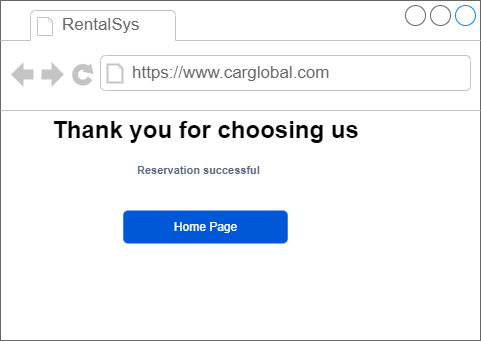 RentalSys
https://www.carglobal.com
Thank you for choosing us
Reservation successful
Home Page